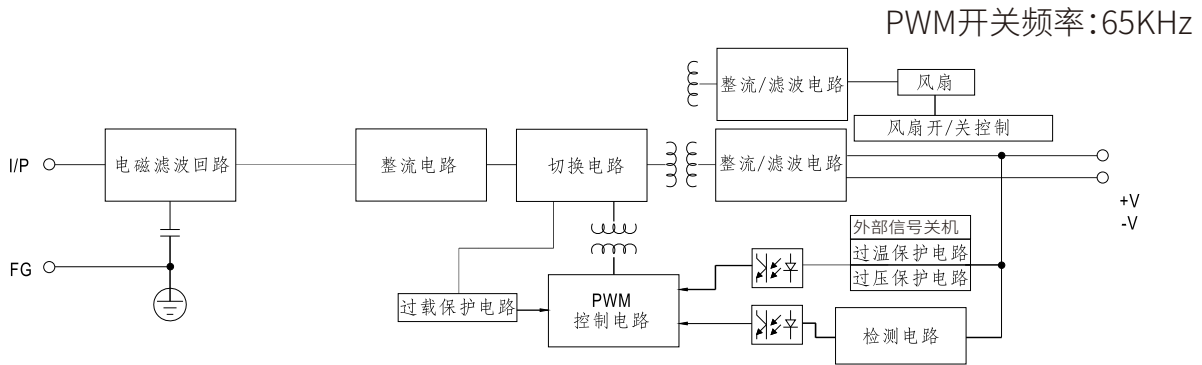 PWM开关频率:65KHz
整流/滤波电路
风扇
风扇开/关控制
I/P
电磁滤波回路
整流电路
切换电路
整流/滤波电路
+V
-V
外部信号关机
过温保护电路
过压保护电路
FG
过载保护电路
PWM
控制电路
检测电路